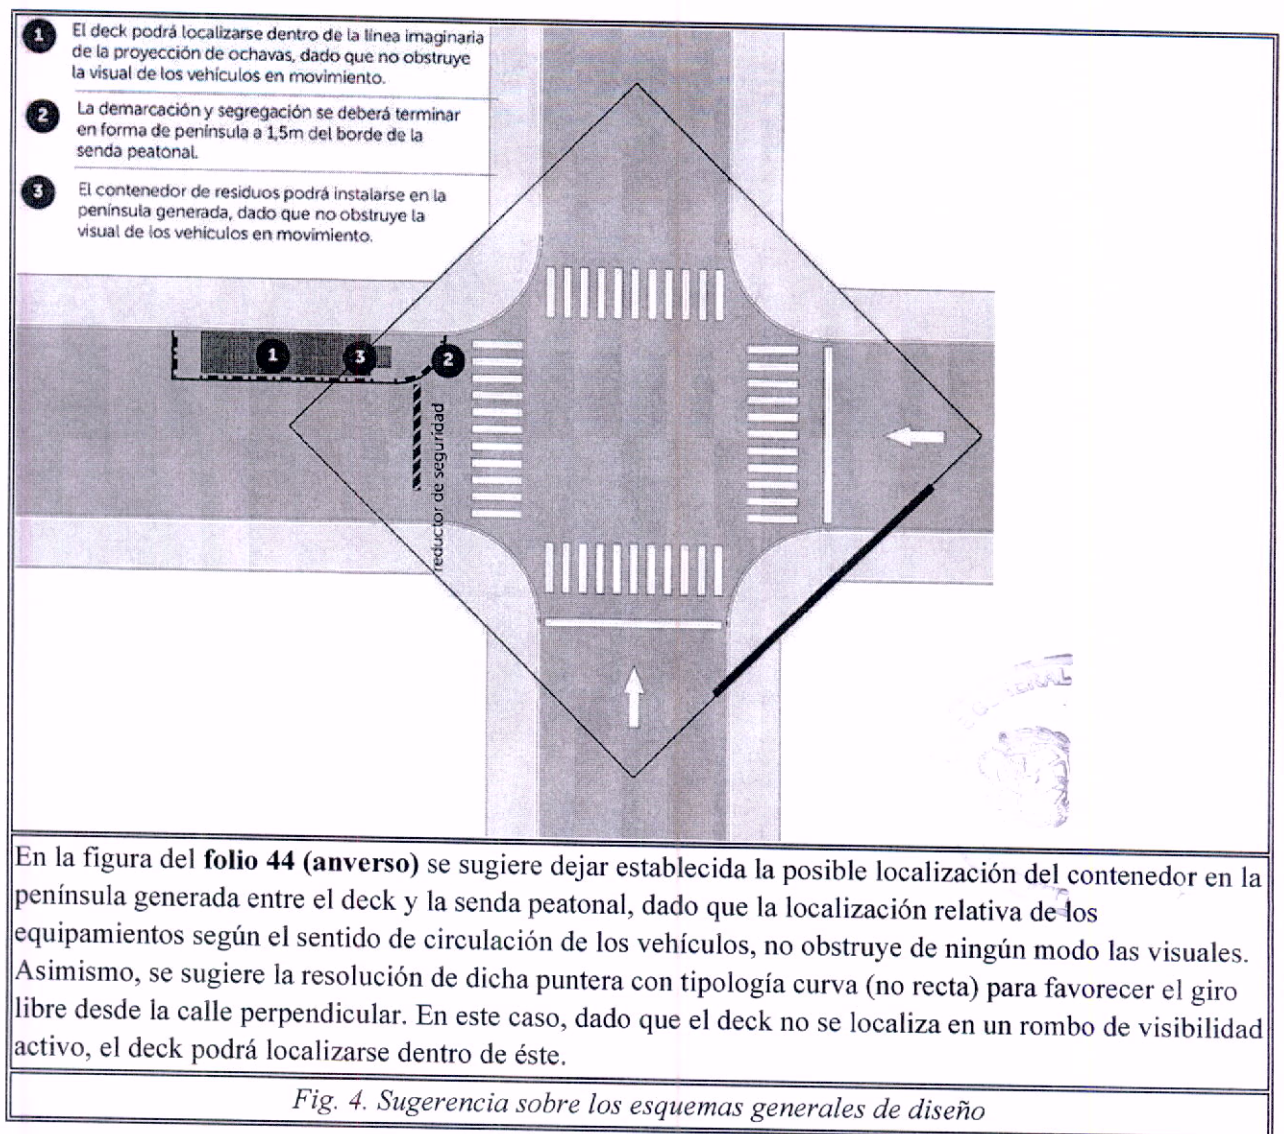 1 El deck podrá localizarse dentro de la línea imaginaria
de la proyección de ochavas, dado que no obstruye
la visual de los vehículos en movimiento.
2 La demarcación y segregación se deberá terminar
en forma de península a 1,5m del borde de la
senda peatonal.
3 El contenedor de residuos podrá instalarse en la
península generada, dado que no obstruye la
visual de los vehículos en movimiento.
1
3
2
reductor de seguridad
En la figura del folio 44 (anverso) se sugiere dejar establecida la posible localización del contenedor en la
península generada entre el deck y la senda peatonal, dado que la localización relativa de los
equipamientos según el sentido de circulación de los vehículos, no obstruye de ningún modo las visuales.
Asimismo, se sugiere la resolución de dicha puntera con tipología curva (no recta) para favorecer el giro
libre desde la calle perpendicular. En este caso, dado que el deck no se localiza en un rombo de visibilidad
activo, el deck podrá localizarse dentro de éste.
Fig. 4. Sugerencia sobre los esquemas generales de diseño